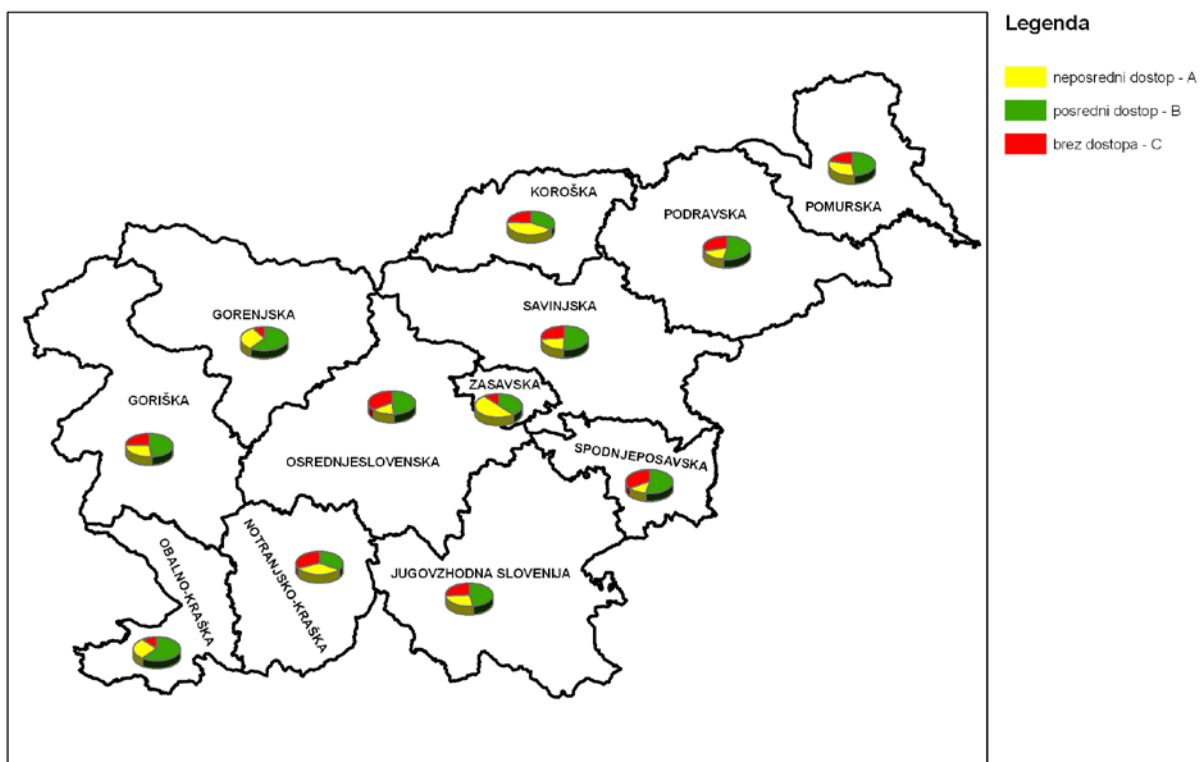 Legenda
neposredni dostop - A
posredni dostop - B
brez dostopa - C
KOROŠKA
PODRAVSKA
POMURSKA
GORENJSKA
SAVINJSKA
ZASAVSKA
GORIŠKA
OSREDNJESLOVENSKA
SPODNJEPOSAVSKA
OBALNO-KRAŠKA
NOTRANJSKO-KRAŠKA
JUGOVZHODNA SLOVENIJA